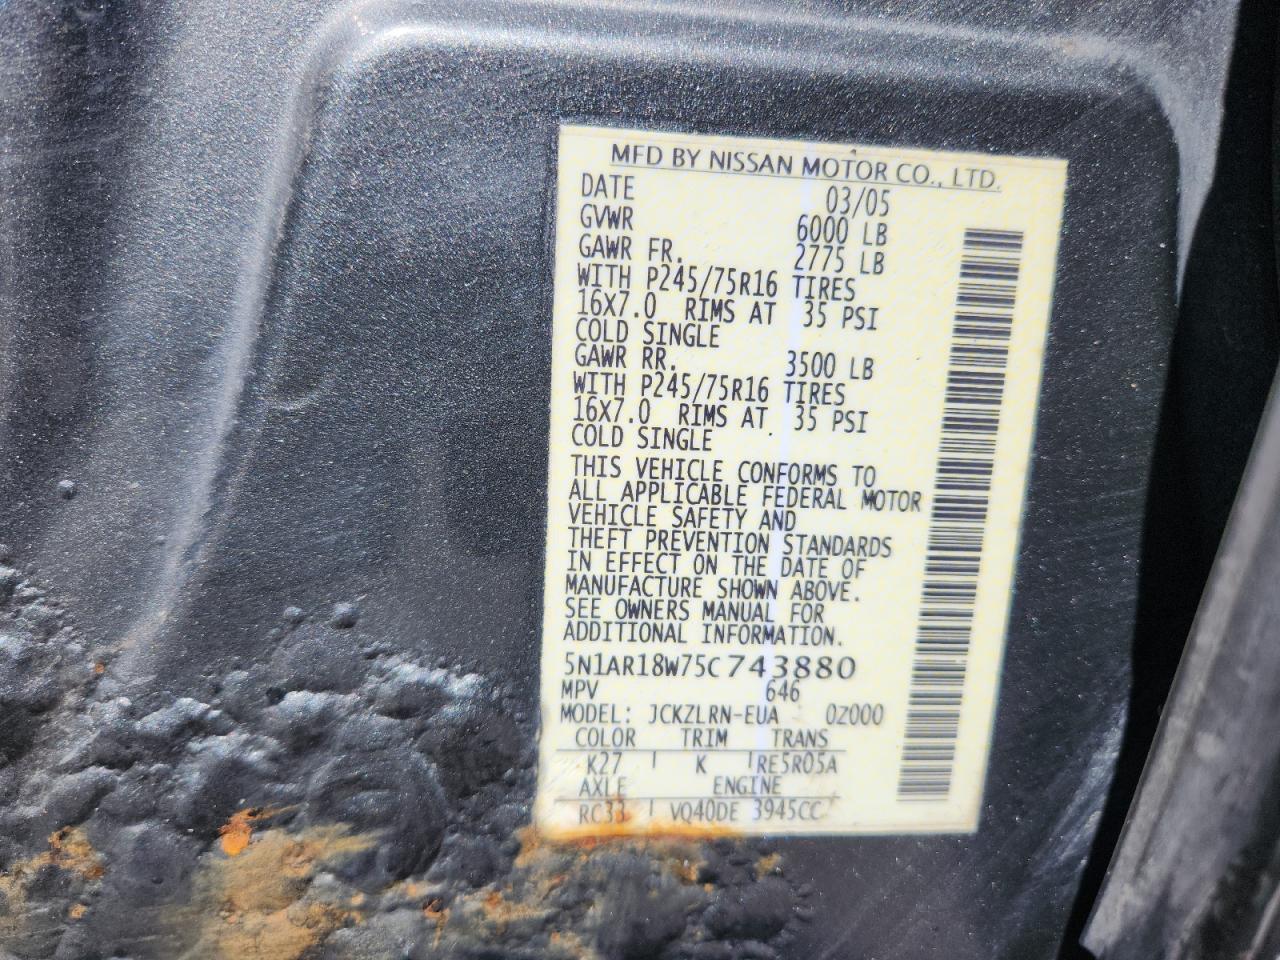 MFD BY NISSAN MOTOR CO., LTD.
DATE 03/05
GVWR 6000 LB
GAWR FR. 2775 LB
WITH P245/75R16 TIRES
16X7.0 RIMS AT 35 PSI
COLD SINGLE
GAWR RR. 3500 LB
WITH P245/75R16 TIRES
16X7.0 RIMS AT 35 PSI
COLD SINGLE
THIS VEHICLE CONFORMS TO
ALL APPLICABLE FEDERAL MOTOR
VEHICLE SAFETY AND
THEFT PREVENTION STANDARDS
IN EFFECT ON THE DATE OF
MANUFACTURE SHOWN ABOVE.
SEE OWNERS MANUAL FOR
ADDITIONAL INFORMATION.
5N1AR18W75C743880
MPV 646
MODEL: JCKZLRN-EUA 0Z000
COLOR TRIM TRANS
K27 K RE5R05A
AXLE ENGINE
RC33 VQ40DE 3945CC